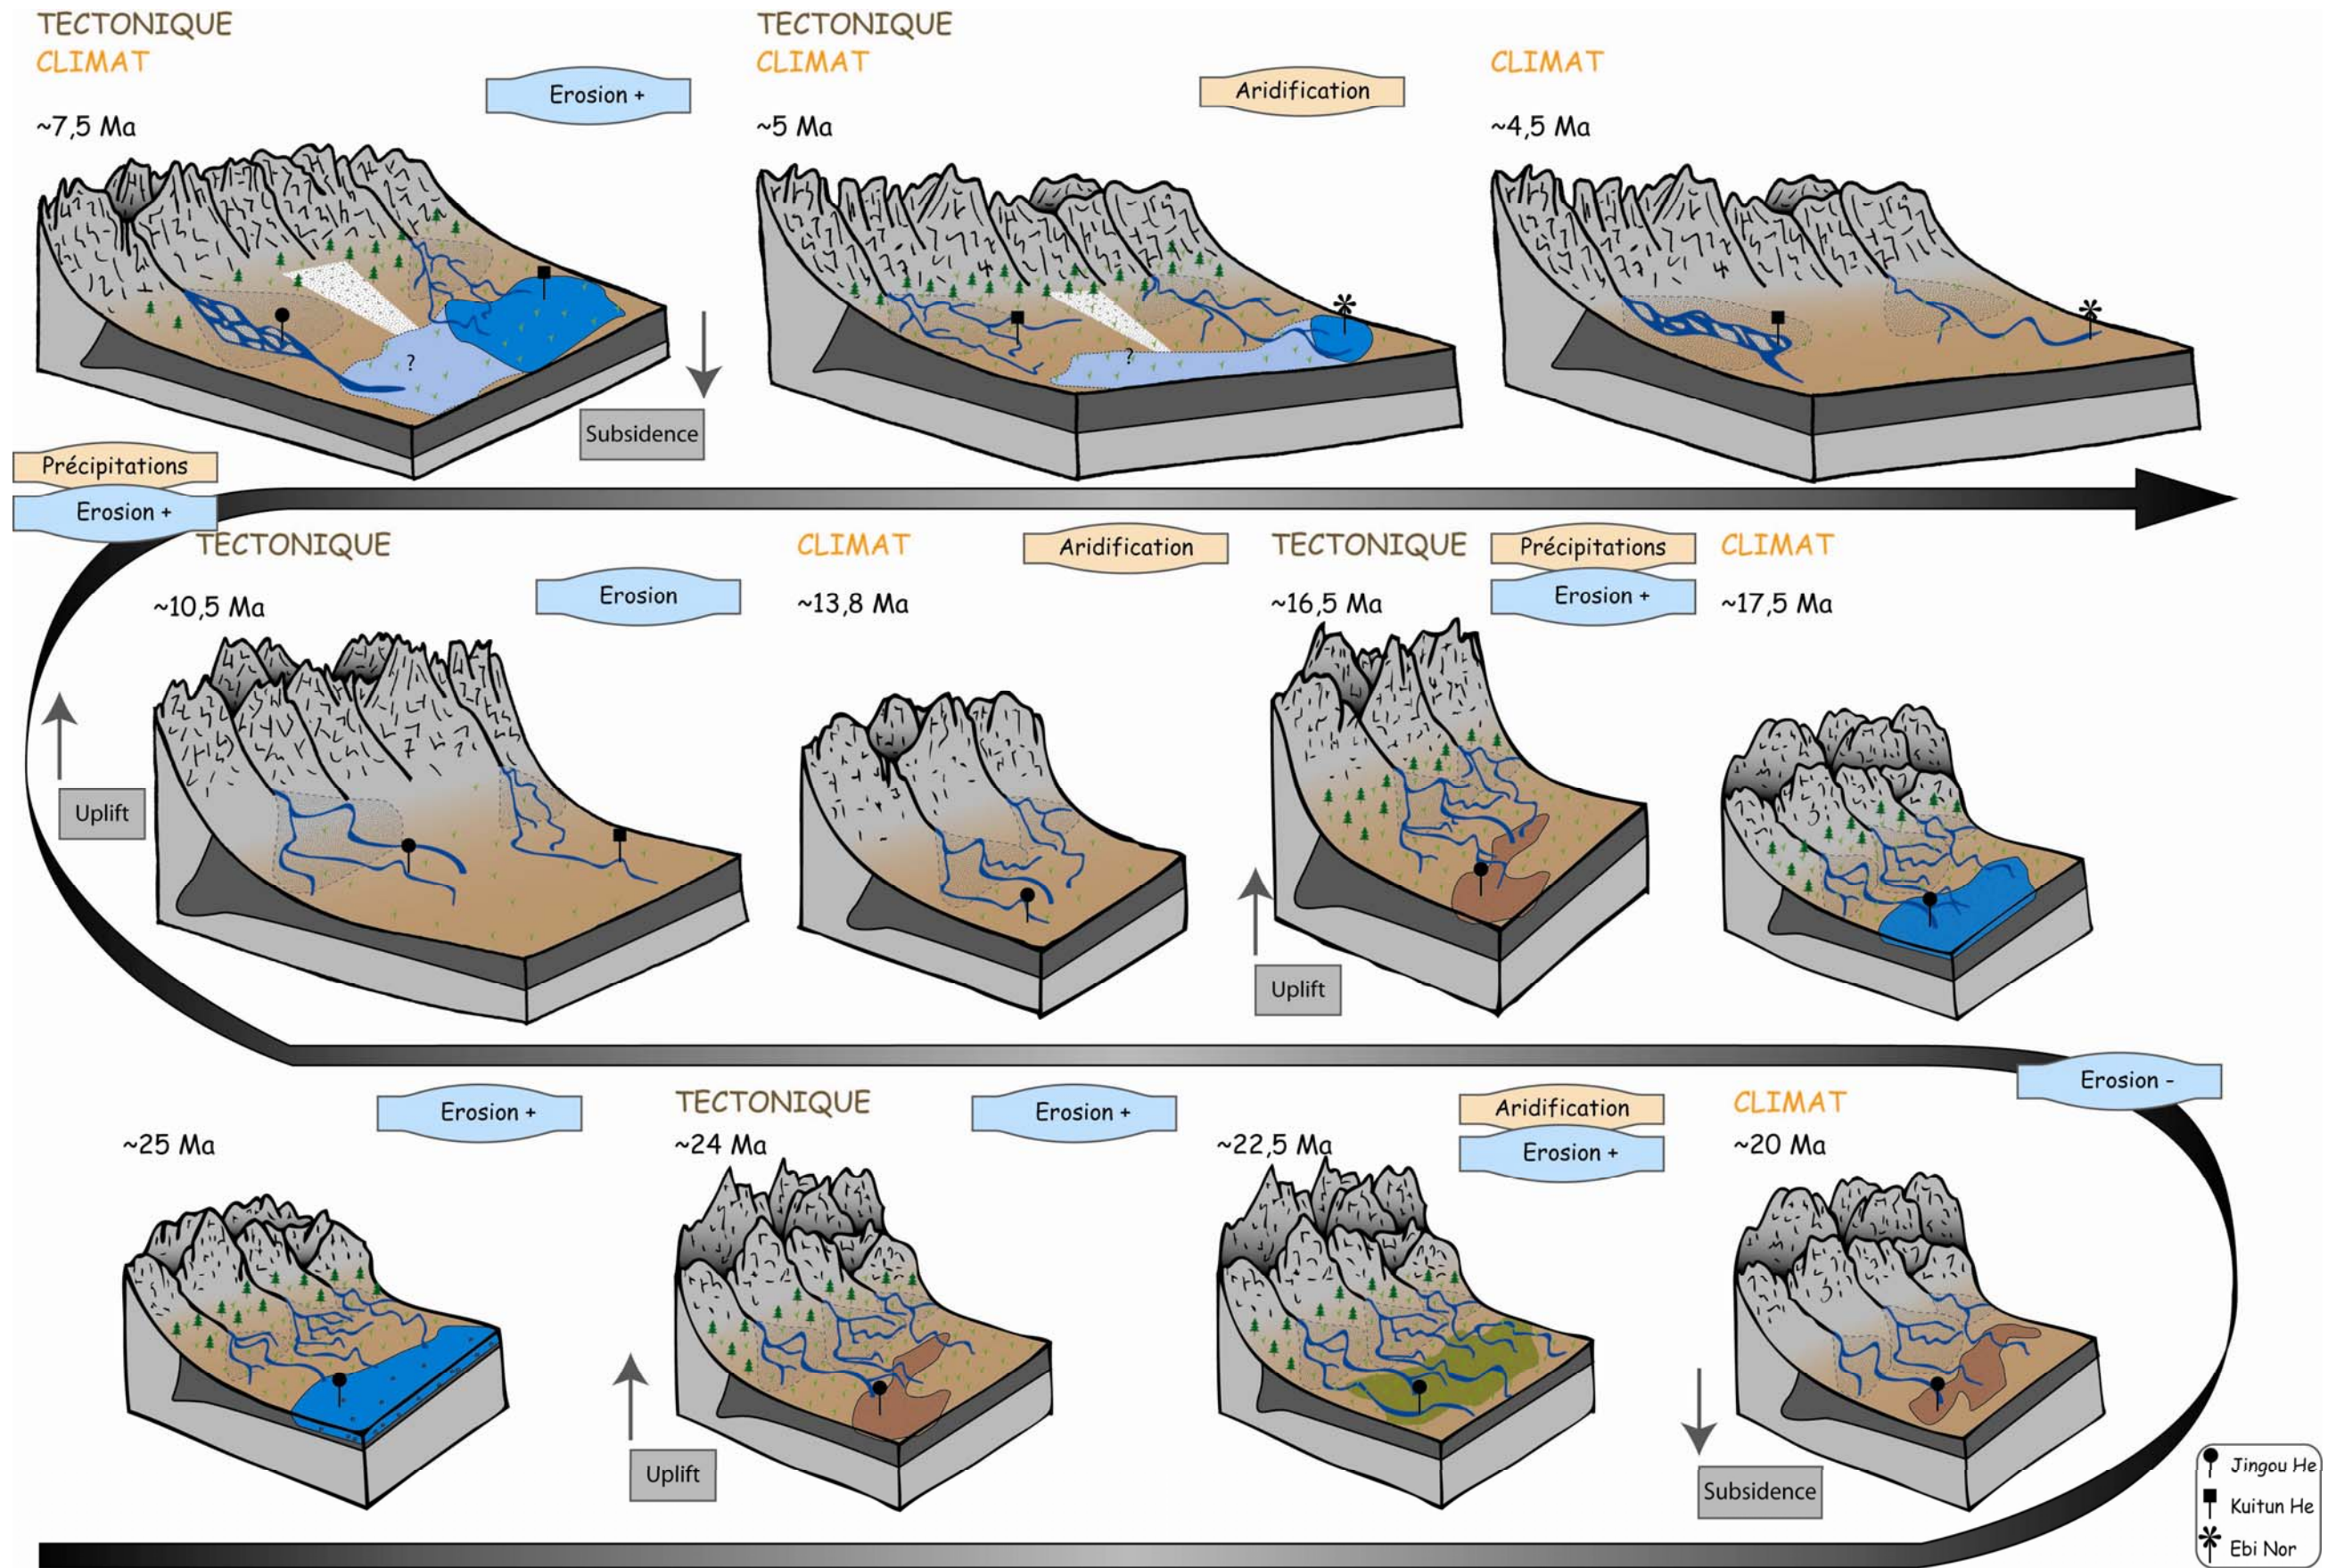 TECTONIQUE
CLIMAT
~7,5 Ma
Erosion +
?
Subsidence
TECTONIQUE
CLIMAT
~5 Ma
Aridification
?
CLIMAT
~4,5 Ma
Précipitations
Erosion +
TECTONIQUE
~10,5 Ma
Uplift
Erosion
CLIMAT
~13,8 Ma
Aridification
TECTONIQUE
~16,5 Ma
Uplift
Précipitations
Erosion +
CLIMAT
~17,5 Ma
~25 Ma
Erosion +
TECTONIQUE
~24 Ma
Uplift
Erosion +
~22,5 Ma
Aridification
Erosion +
CLIMAT
~20 Ma
Subsidence
Erosion -
Jingou He
Kuitun He
Ebi Nor